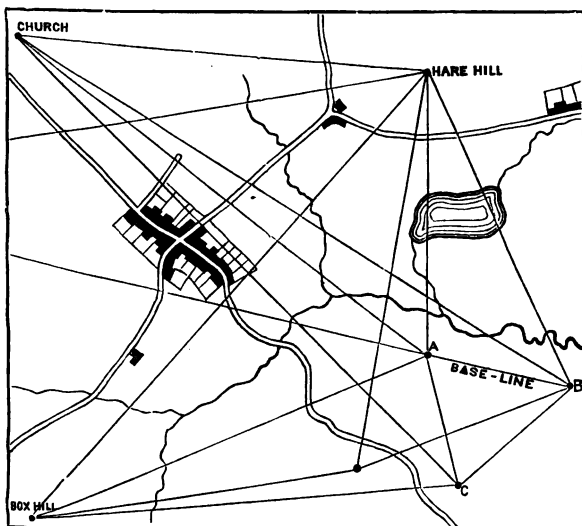 CHURCH
HARE HILL
A
BASE-LINE
B
C
BOX HILL